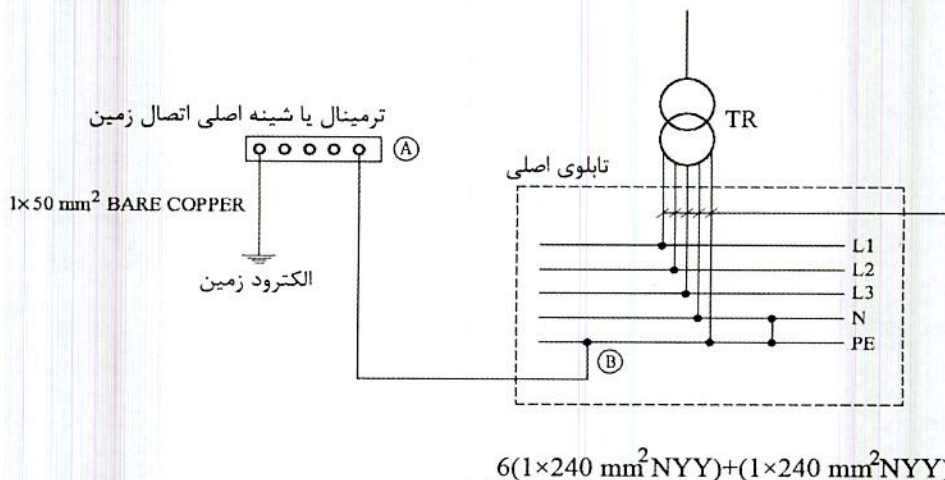 ترمینال یا شینه اصلی اتصال زمین
A
1×50 mm² BARE COPPER
الکترود زمین
TR
تابلوی اصلی
L1
L2
L3
N
PE
B
6(1×240 mm²NYY)+(1×240 mm²NYY)